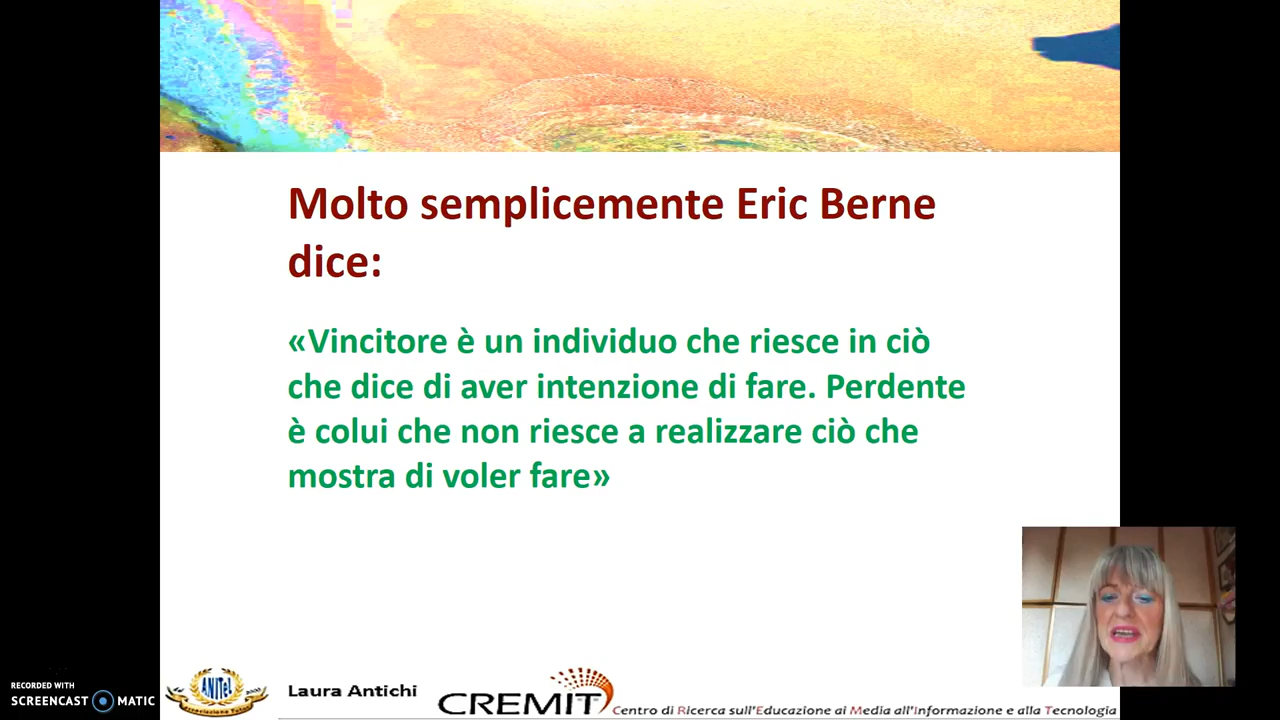 Molto semplicemente Eric Berne
dice:
«Vincitore è un individuo che riesce in ciò
che dice di aver intenzione di fare. Perdente
è colui che non riesce a realizzare ciò che
mostra di voler fare»
RECORDED WITH
SCREENCAST MATIC
ANITeL
Laura Antichi
CREMIT
Centro di Ricerca sull'Educazione ai Media all'Informazione e alla Tecnologia